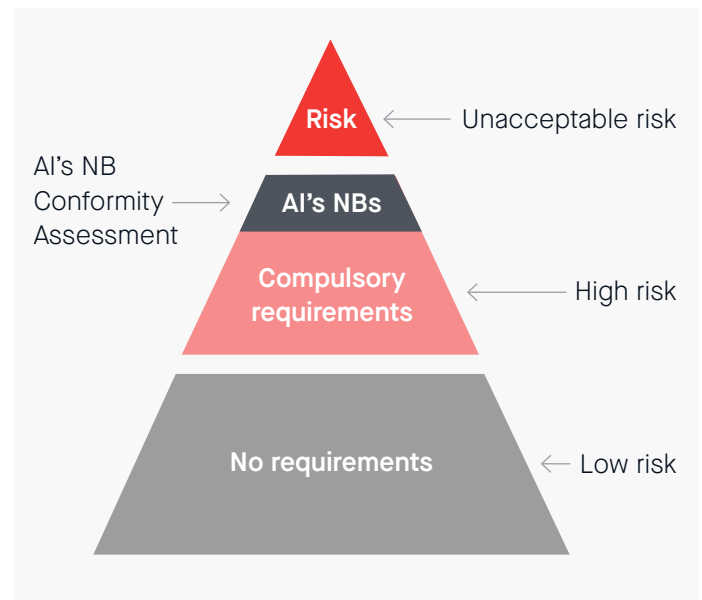 Risk
Unacceptable risk
AI's NB
Conformity
Assessment
AI's NBs
Compulsory
requirements
High risk
No requirements
Low risk